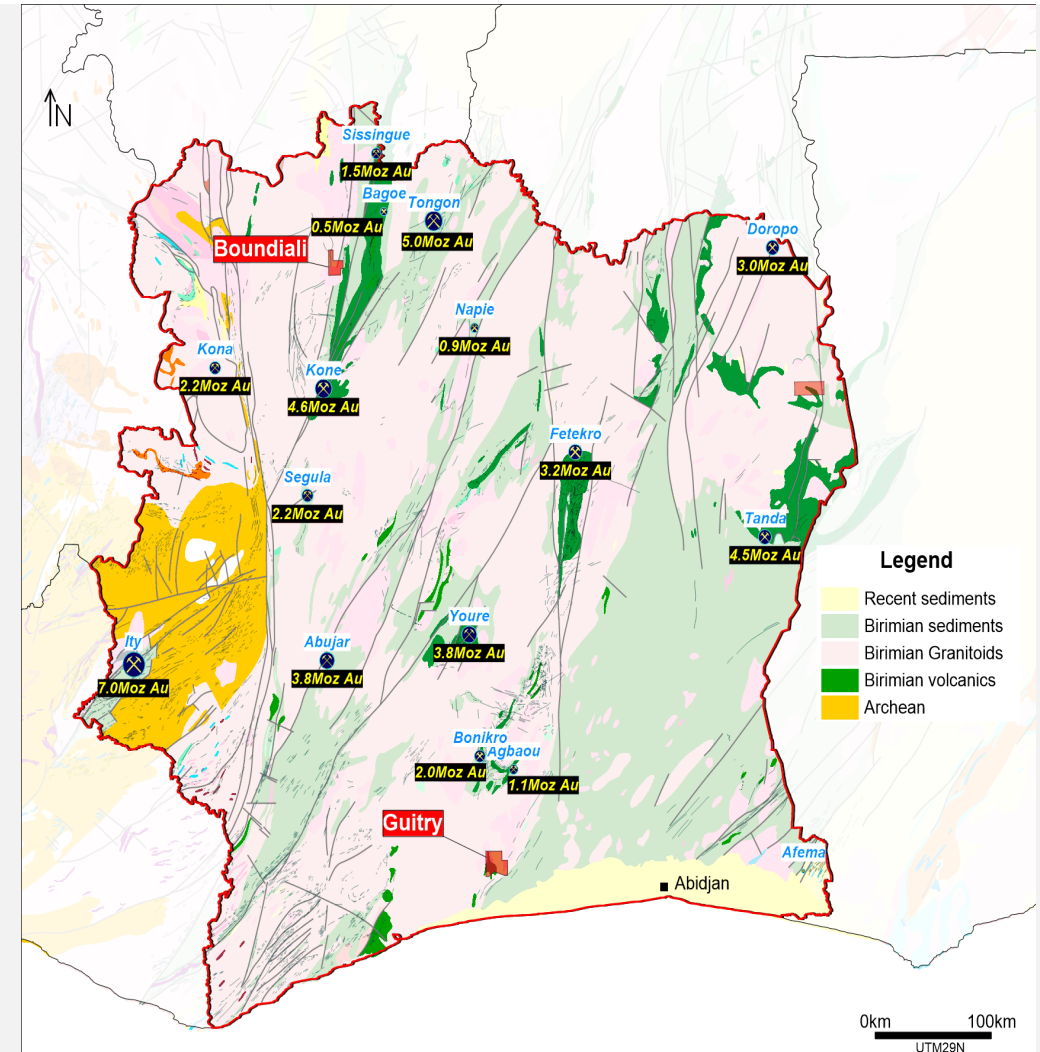 N
Sissingue
1.5Moz Au
Bagoe
0.5Moz Au
Tongon
5.0Moz Au
Boundiali
Doropo
3.0Moz Au
Napie
0.9Moz Au
Kona
2.2Moz Au
Kone
4.6Moz Au
Fetekro
3.2Moz Au
Segula
2.2Moz Au
Tanda
4.5Moz Au
Legend
Recent sediments
Birimian sediments
Birimian Granitoids
Birimian volcanics
Archean
Ity
7.0Moz Au
Abujar
3.8Moz Au
Youre
3.8Moz Au
Bonikro
2.0Moz Au
Agbaou
1.1Moz Au
Guitry
Afema
Abidjan
0km 100km
UTM29N